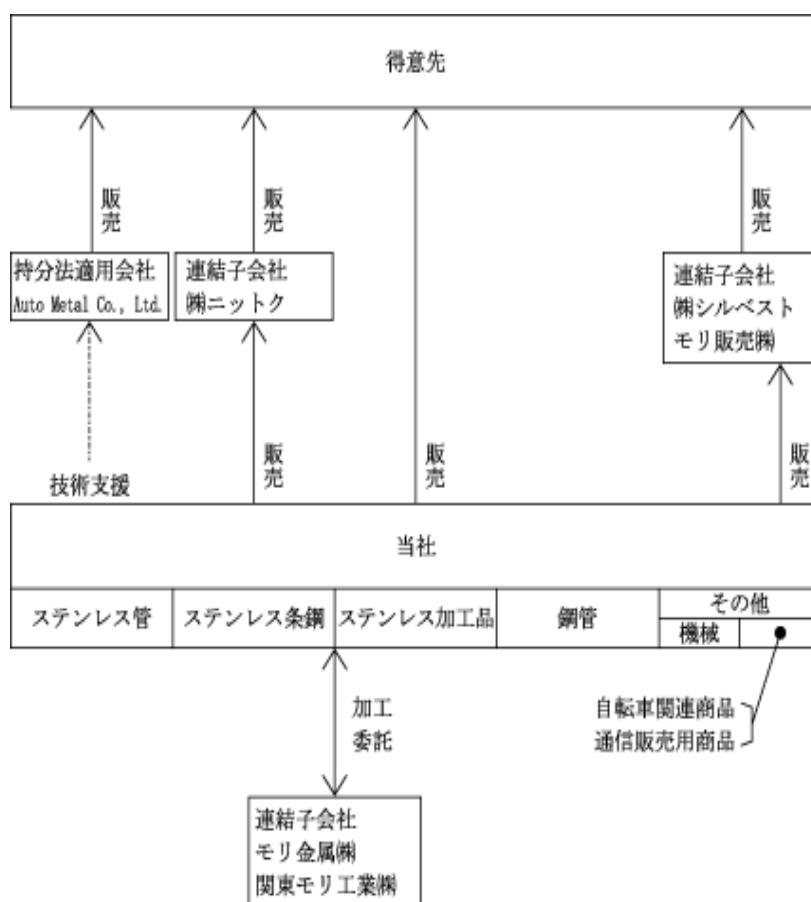 得意先
販売
販売
販売
持分法適用会社
Auto Metal Co., Ltd.
連結子会社
㈱ニットク
連結子会社
㈱シルベスト
モリ販売㈱
技術支援
販売
販売
販売
当社
ステンレス管
ステンレス条鋼
ステンレス加工品
鋼管
その他
機械
加工
委託
自転車関連商品
通信販売用商品
連結子会社
モリ金属㈱
関東モリ工業㈱